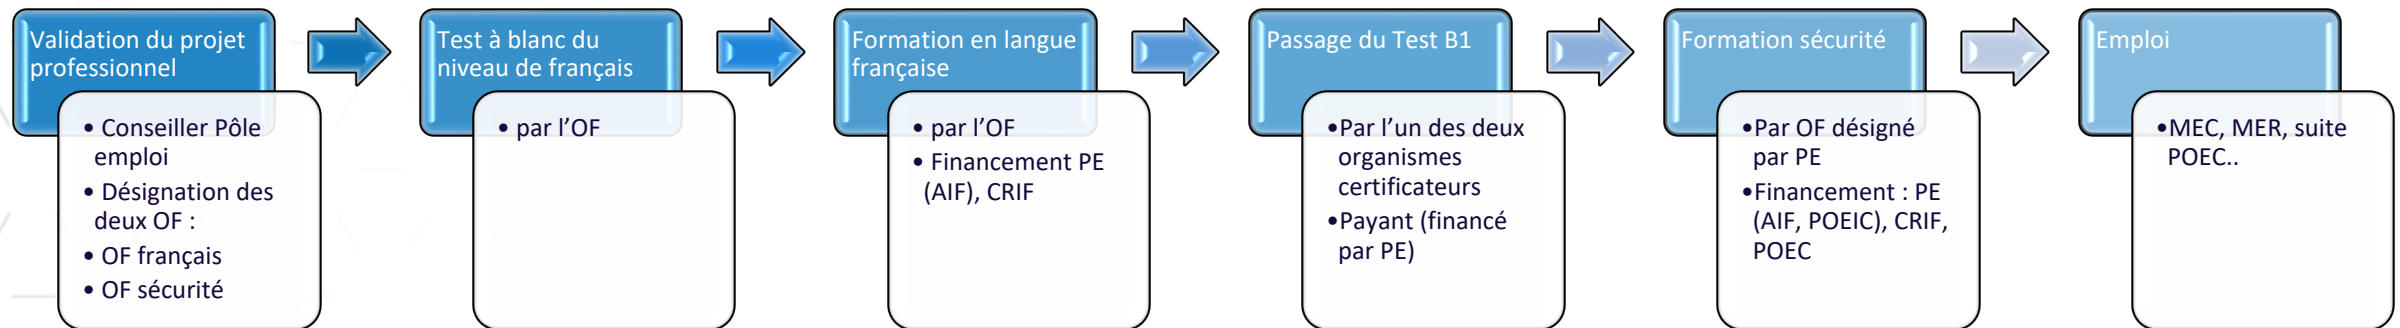 Validation du projet
professionnel
• Conseiller Pôle
emploi
• Désignation des
deux OF :
• OF français
• OF sécurité
Test à blanc du
niveau de français
• par l’OF
Formation en langue
française
• par l’OF
• Financement PE
(AIF), CRIF
Passage du Test B1
•Par l’un des deux
organismes
certificateurs
•Payant (financé
par PE)
Formation sécurité
•Par OF désigné
par PE
•Financement : PE
(AIF, POEIC), CRIF,
POEC
Emploi
•MEC, MER, suite
POEC..